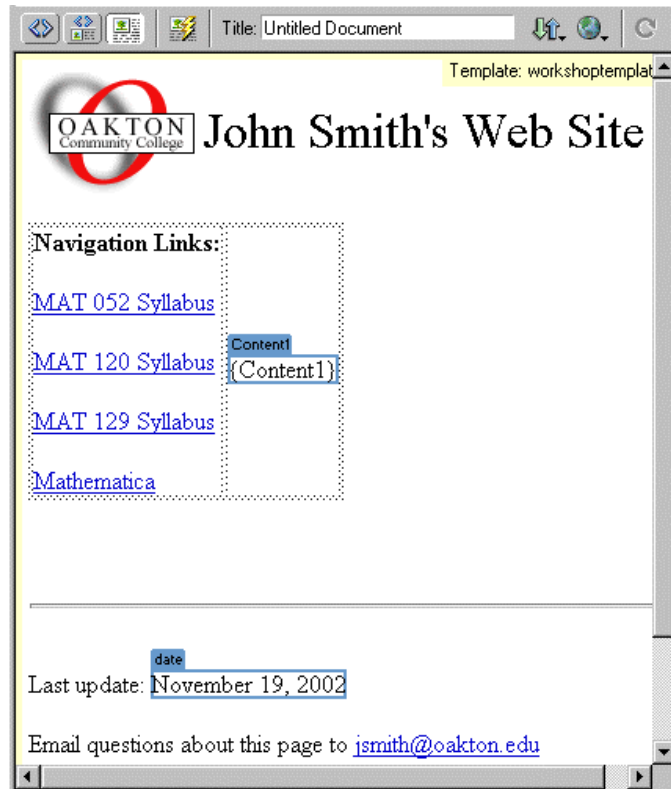 Title: Untitled Document
Template: workshoptemplat
OAKTON
Community College
John Smith's Web Site
Navigation Links:
MAT 052 Syllabus
MAT 120 Syllabus
MAT 129 Syllabus
Mathematica
Content1
{Content1}
date
Last update: November 19, 2002
Email questions about this page to jsmith@oakton.edu